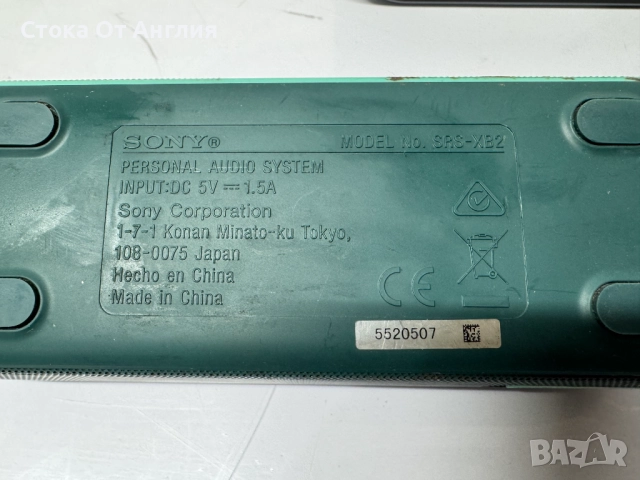 Стока От Англия
SONY® MODEL No. SRS-XB2
PERSONAL AUDIO SYSTEM
INPUT:DC 5V ⎓ 1.5A
Sony Corporation
1-7-1 Konan Minato-ku Tokyo,
108-0075 Japan
Hecho en China
Made in China
CE
5520507
BAZAR